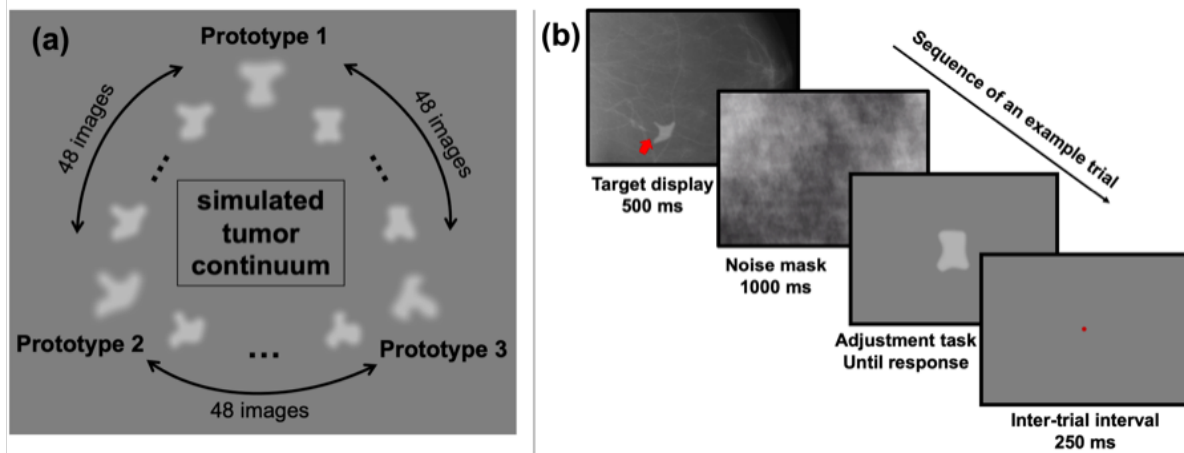 (a)
Prototype 1
48 images
48 images
...
...
simulated
tumor
continuum
Prototype 2
...
Prototype 3
48 images
(b)
Sequence of an example trial
Target display
500 ms
Noise mask
1000 ms
Adjustment task
Until response
Inter-trial interval
250 ms